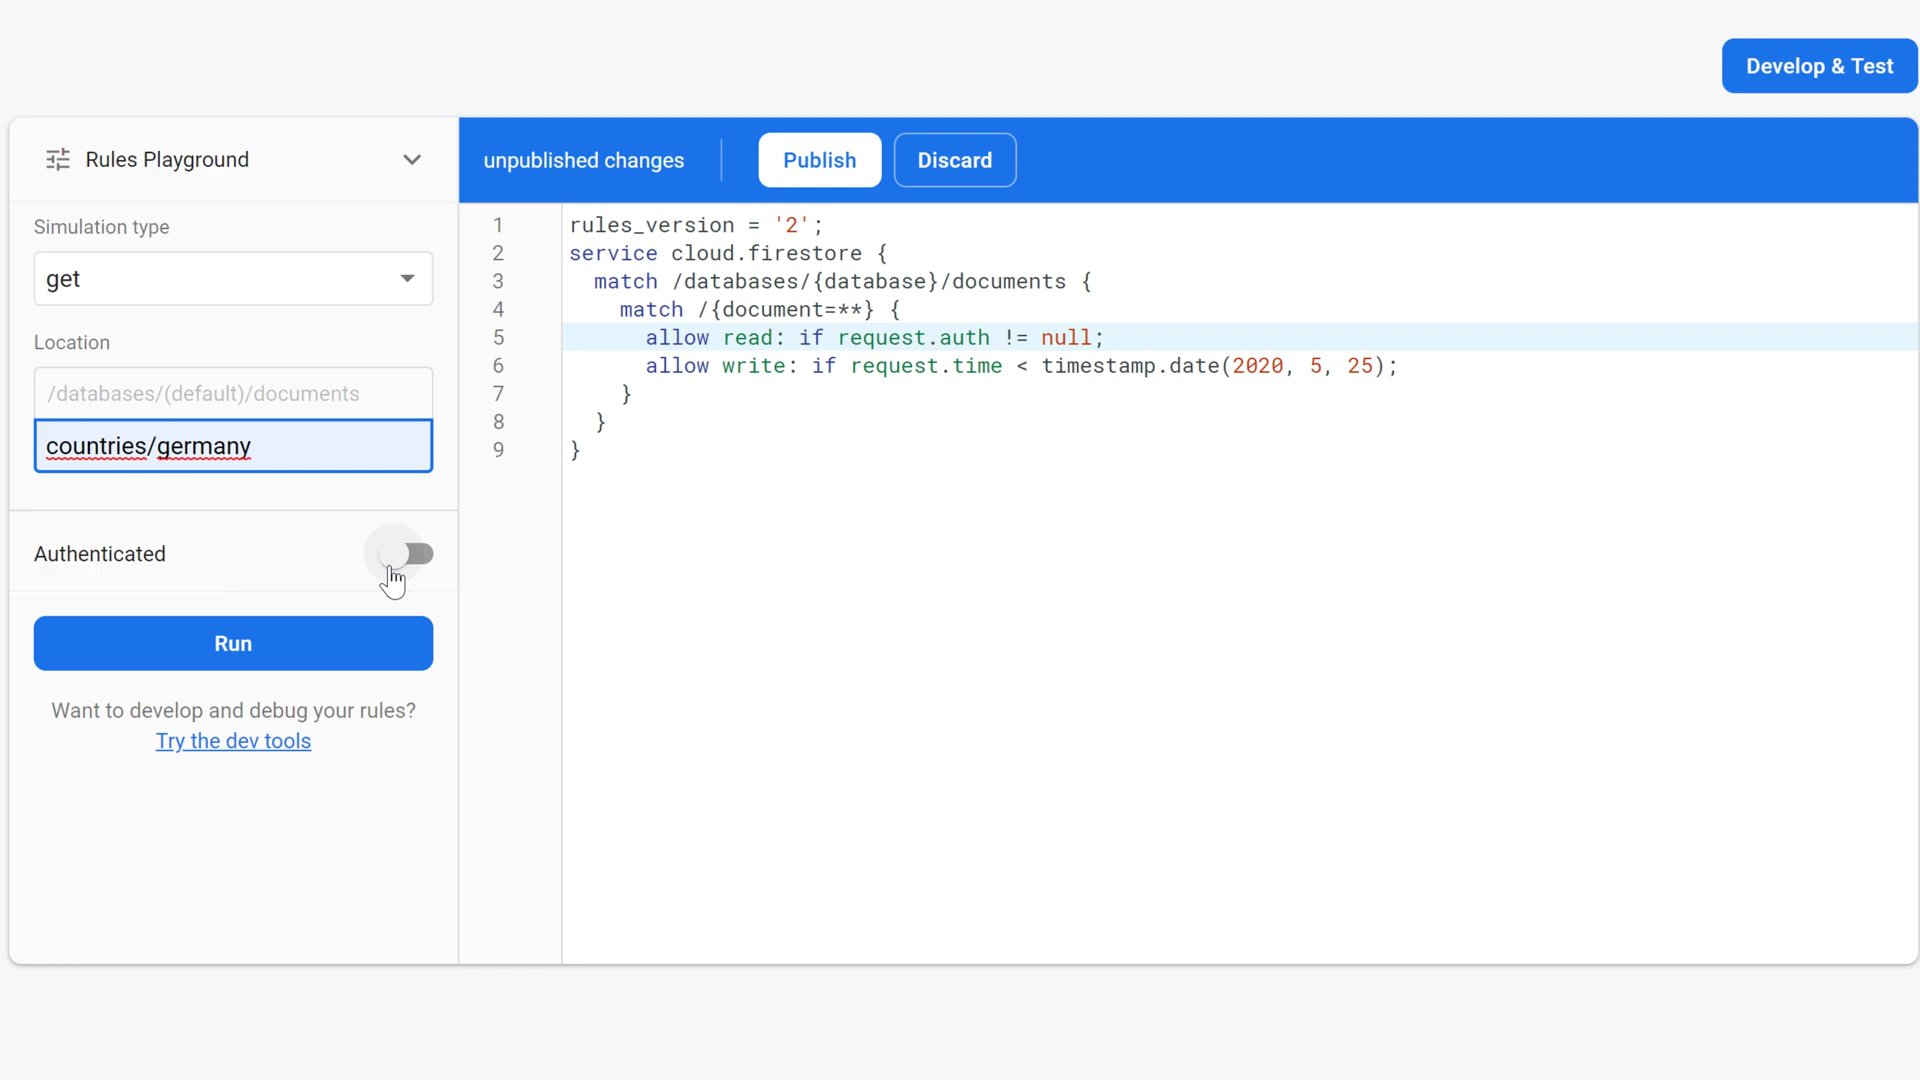 Develop & Test
Rules Playground
Simulation type
get
Location
/databases/(default)/documents
countries/germany
Authenticated
Run
Want to develop and debug your rules?
Try the dev tools
unpublished changes
Publish
Discard
1 rules_version = '2';
2 service cloud.firestore {
3 match /databases/{database}/documents {
4 match /{document=**} {
5 allow read: if request.auth != null;
6 allow write: if request.time < timestamp.date(2020, 5, 25);
7 }
8 }
9 }